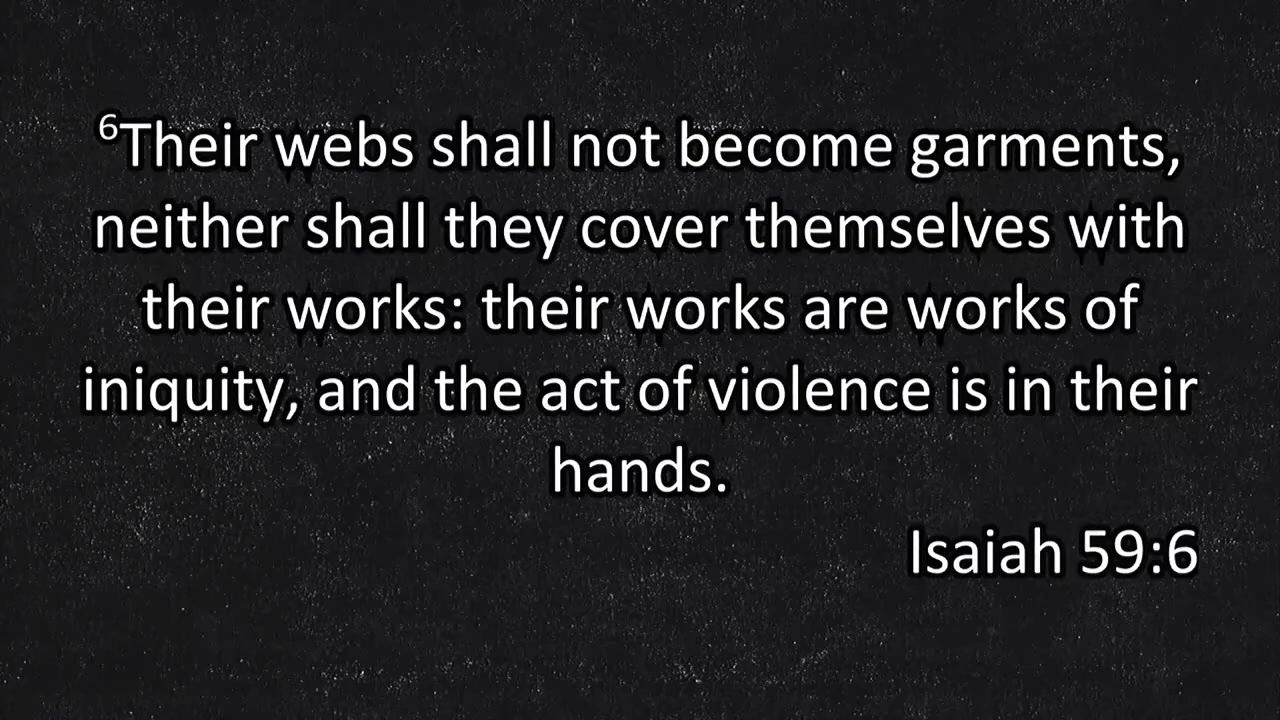 ⁶Their webs shall not become garments,
neither shall they cover themselves with
their works: their works are works of
iniquity, and the act of violence is in their
hands.
Isaiah 59:6